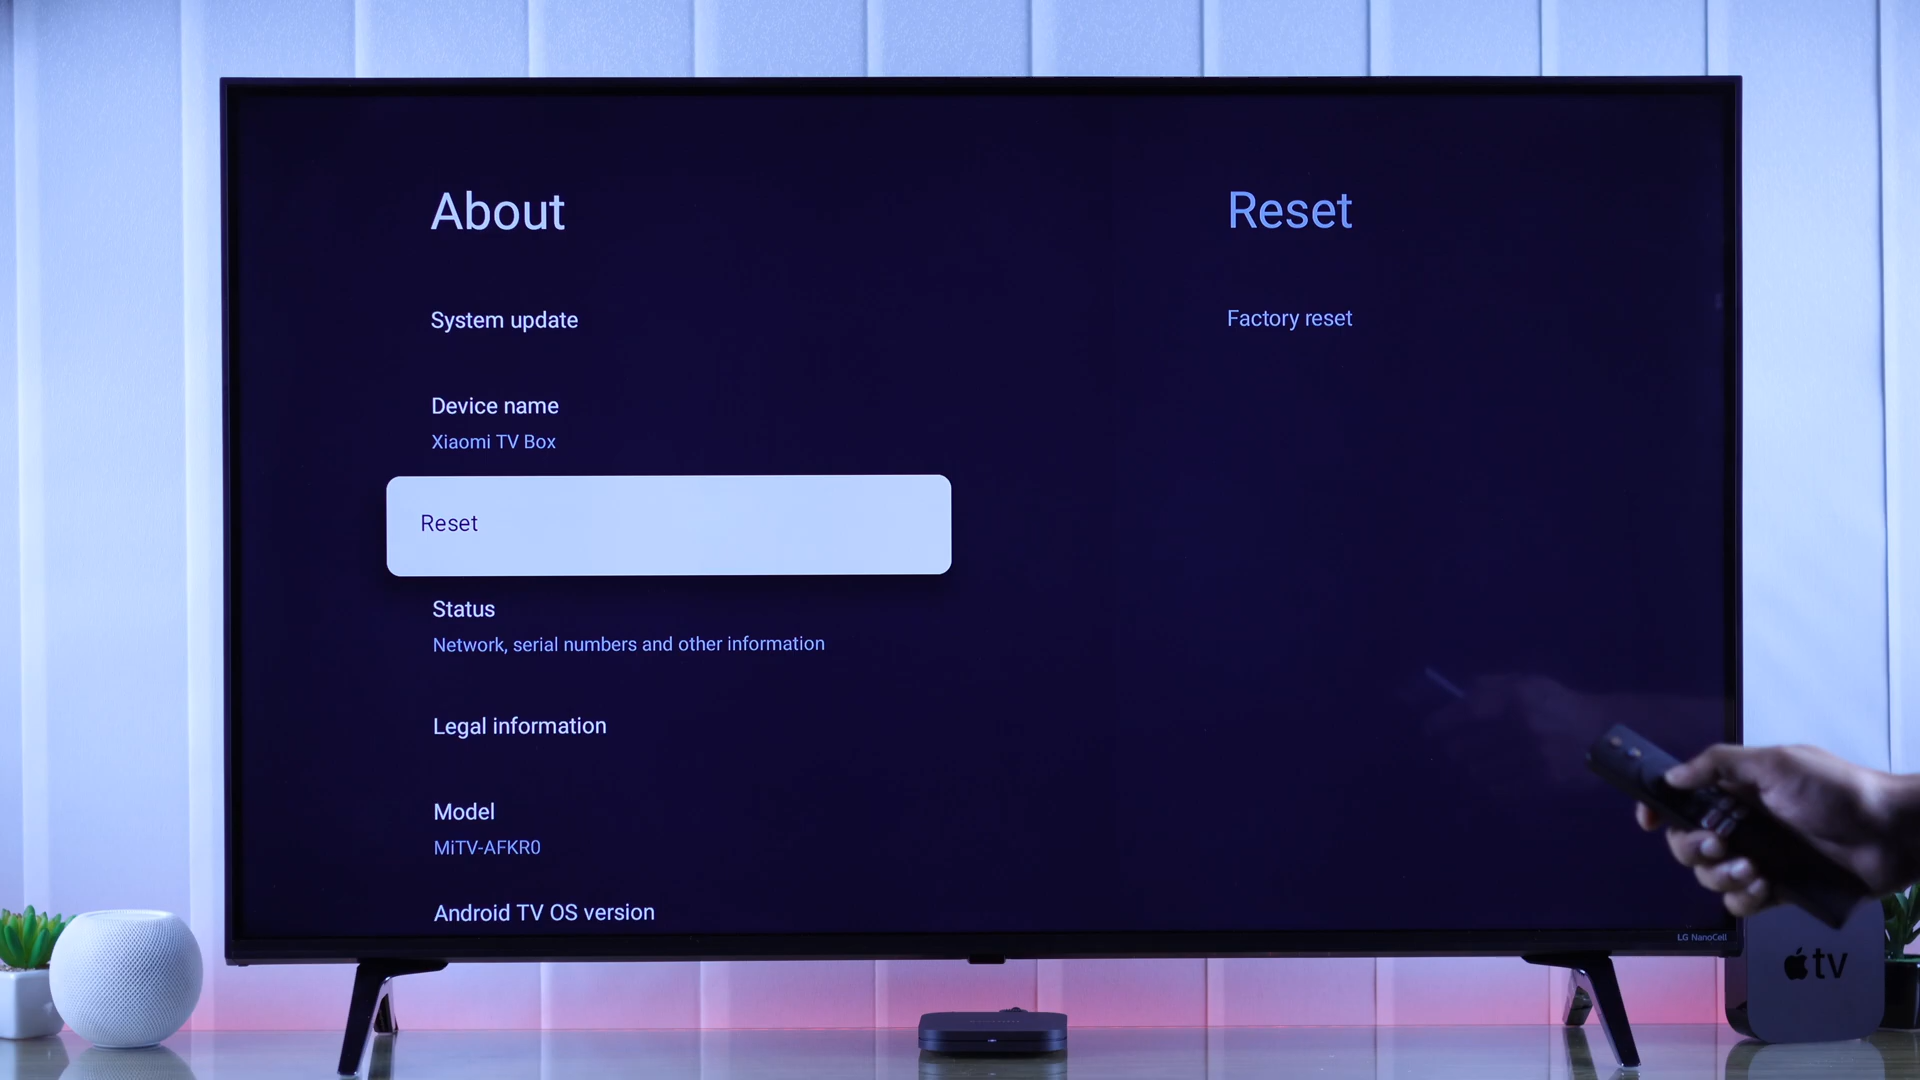 About
System update
Device name
Xiaomi TV Box
Reset
Status
Network, serial numbers and other information
Legal information
Model
MiTV-AFKR0
Android TV OS version
Reset
Factory reset
LG NanoCell
tv